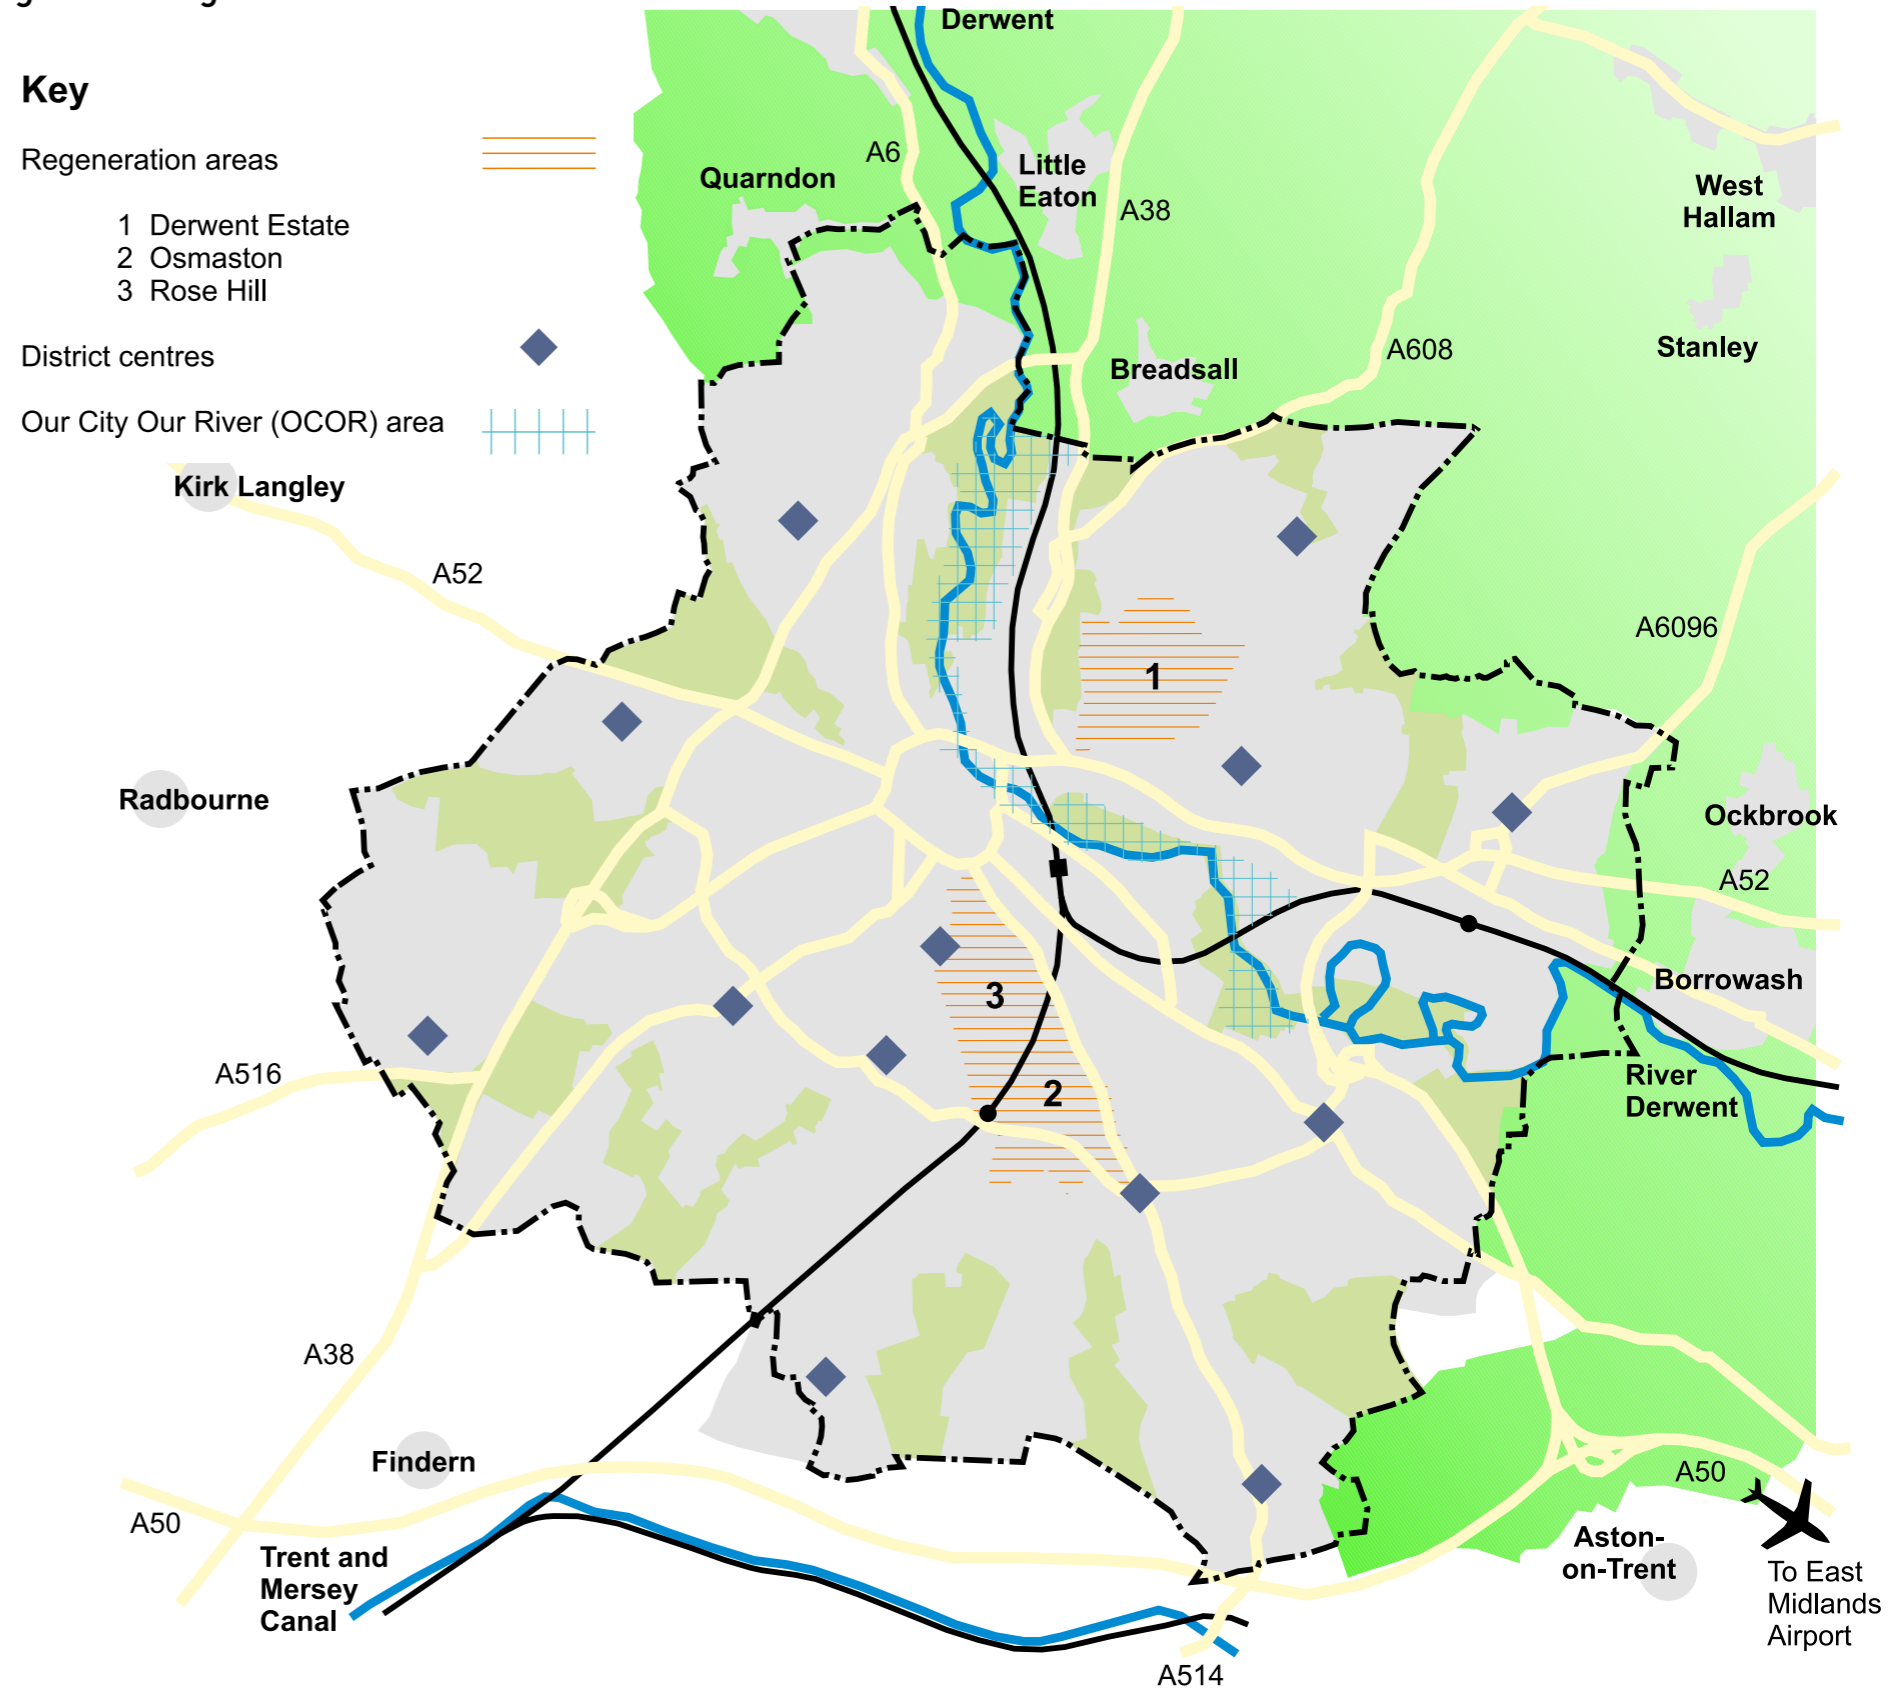 Derwent
Key
Regeneration areas
1 Derwent Estate
2 Osmaston
3 Rose Hill
District centres
Our City Our River (OCOR) area
A6
Quarndon
Little
Eaton
A38
West
Hallam
Stanley
A608
Breadsall
Kirk Langley
A52
A6096
1
Radbourne
Ockbrook
A52
Borrowash
3
A516
2
River
Derwent
A38
Findern
A50
A50
Trent and
Mersey
Canal
Aston-
on-Trent
To East
Midlands
Airport
A514